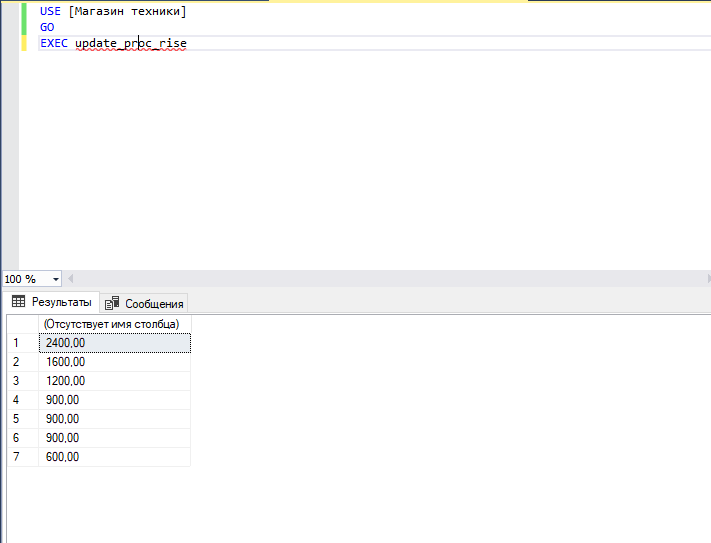 USE [Магазин техники]
GO
EXEC update_proc_rise
100 %
Результаты Сообщения
(Отсутствует имя столбца)
1 2400,00
2 1600,00
3 1200,00
4 900,00
5 900,00
6 900,00
7 600,00